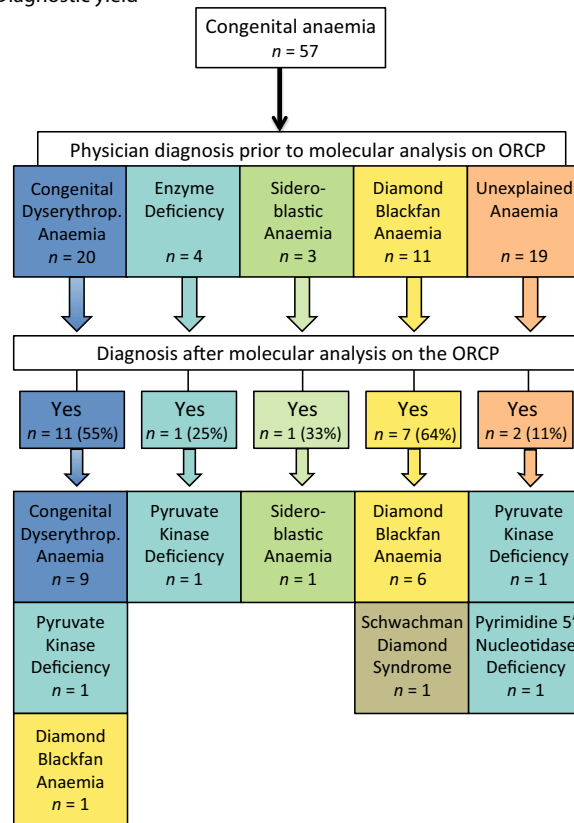 Diagnostic yield
Congenital anaemia
n = 57
Physician diagnosis prior to molecular analysis on ORCP
Congenital
Dyserythrop.
Anaemia
n = 20
Enzyme
Deficiency
n = 4
Sidero-
blastic
Anaemia
n = 3
Diamond
Blackfan
Anaemia
n = 11
Unexplained
Anaemia
n = 19
Diagnosis after molecular analysis on the ORCP
Yes
n = 11 (55%)
Yes
n = 1 (25%)
Yes
n = 1 (33%)
Yes
n = 7 (64%)
Yes
n = 2 (11%)
Congenital
Dyserythrop.
Anaemia
n = 9
Pyruvate
Kinase
Deficiency
n = 1
Sidero-
blastic
Anaemia
n = 1
Diamond
Blackfan
Anaemia
n = 6
Pyruvate
Kinase
Deficiency
n = 1
Pyruvate
Kinase
Deficiency
n = 1
Schwachman
Diamond
Syndrome
n = 1
Pyrimidine 5'
Nucleotidase
Deficiency
n = 1
Diamond
Blackfan
Anaemia
n = 1